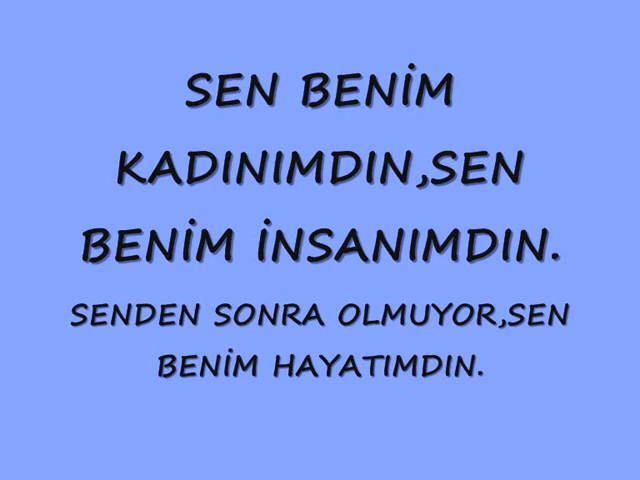 SEN BENİM
KADINIMDIN,SEN
BENİM İNSANIMDIN.
SENDEN SONRA OLMUYOR,SEN
BENİM HAYATIMDIN.